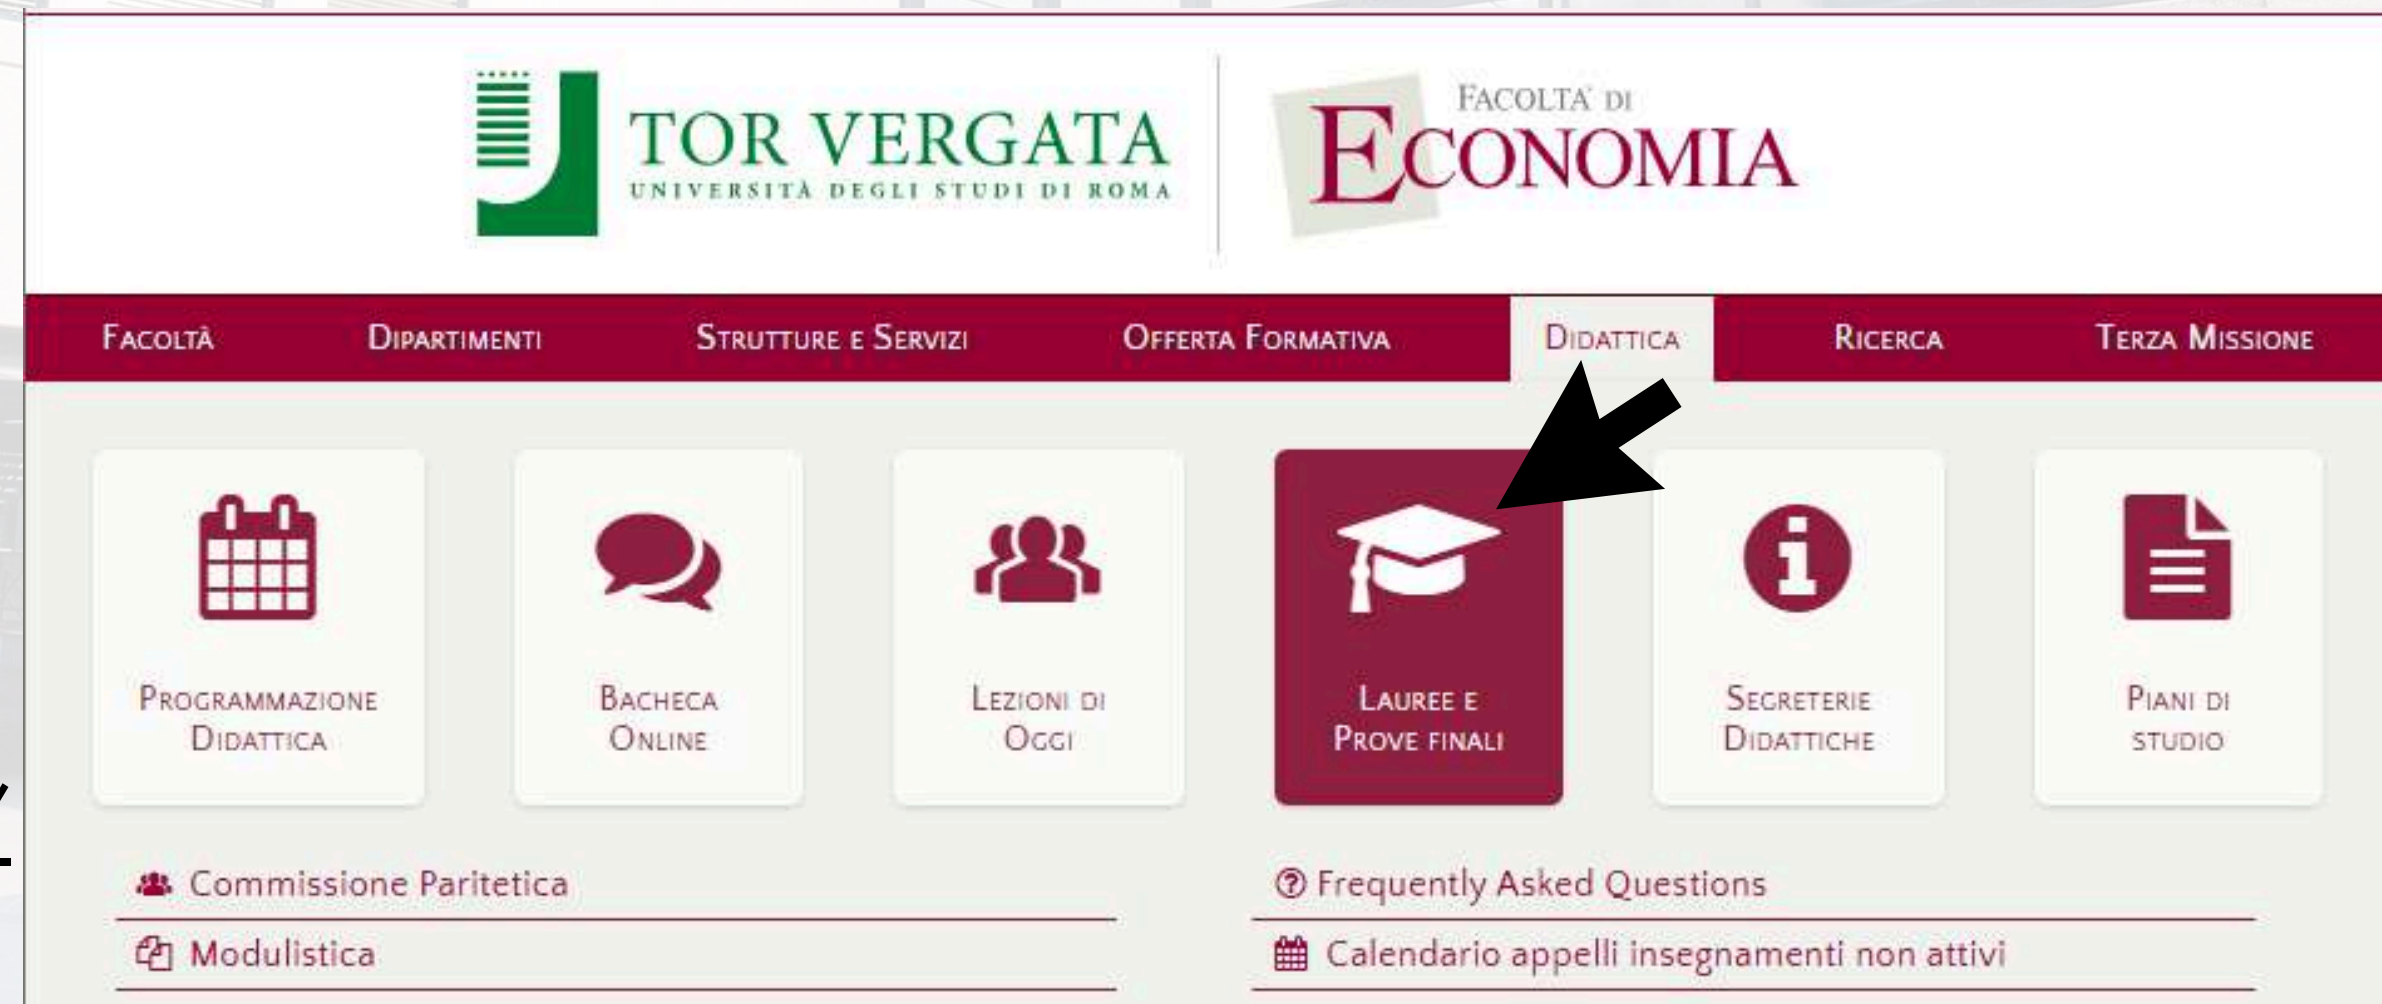 TOR VERGATA
UNIVERSITÀ DEGLI STUDI DI ROMA
FACOLTA' DI
ECONOMIA
FACOLTÀ DIPARTIMENTI STRUTTURE E SERVIZI OFFERTA FORMATIVA DIDATTICA RICERCA TERZA MISSIONE
PROGRAMMAZIONE
DIDATTICA
BACHECA
ONLINE
LEZIONI DI
OGGI
LAUREE E
PROVE FINALI
SEGRETERIE
DIDATTICHE
PIANI DI
STUDIO
Commissione Paritetica
Modulistica
Frequently Asked Questions
Calendario appelli insegnamenti non attivi